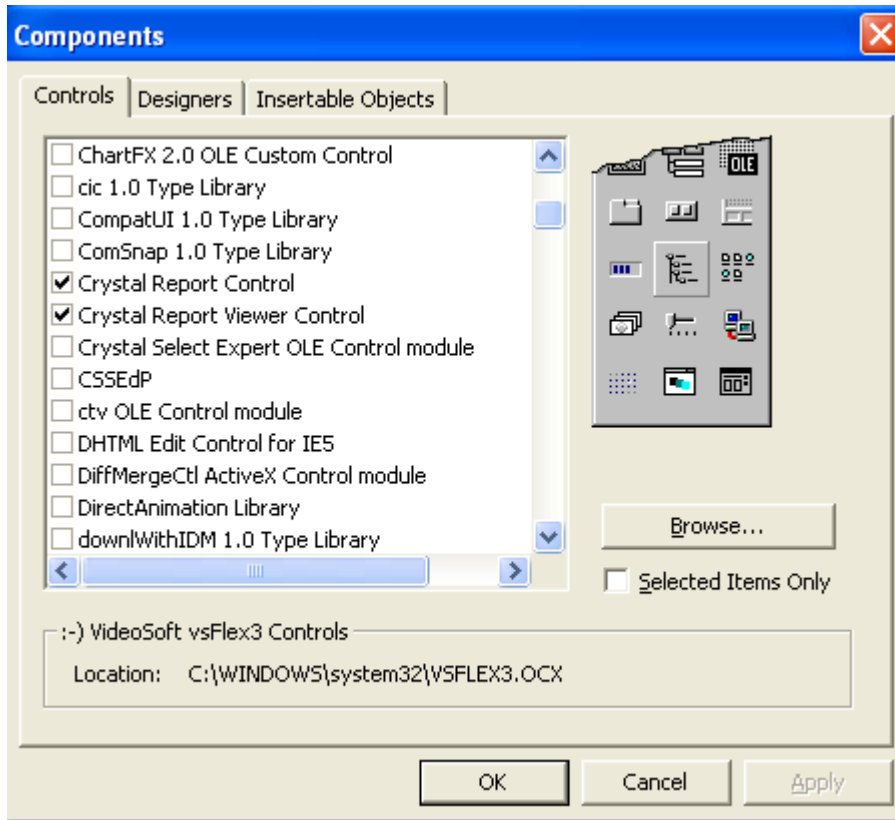 Components
Controls Designers Insertable Objects
ChartFX 2.0 OLE Custom Control
cic 1.0 Type Library
CompatUI 1.0 Type Library
ComSnap 1.0 Type Library
Crystal Report Control
Crystal Report Viewer Control
Crystal Select Expert OLE Control module
CSSEdP
ctv OLE Control module
DHTML Edit Control for IE5
DiffMergeCtl ActiveX Control module
DirectAnimation Library
downlWithIDM 1.0 Type Library
OLE
Browse...
Selected Items Only
:-) VideoSoft vsFlex3 Controls
Location: C:\WINDOWS\system32\VSFLEX3.OCX
OK Cancel Apply